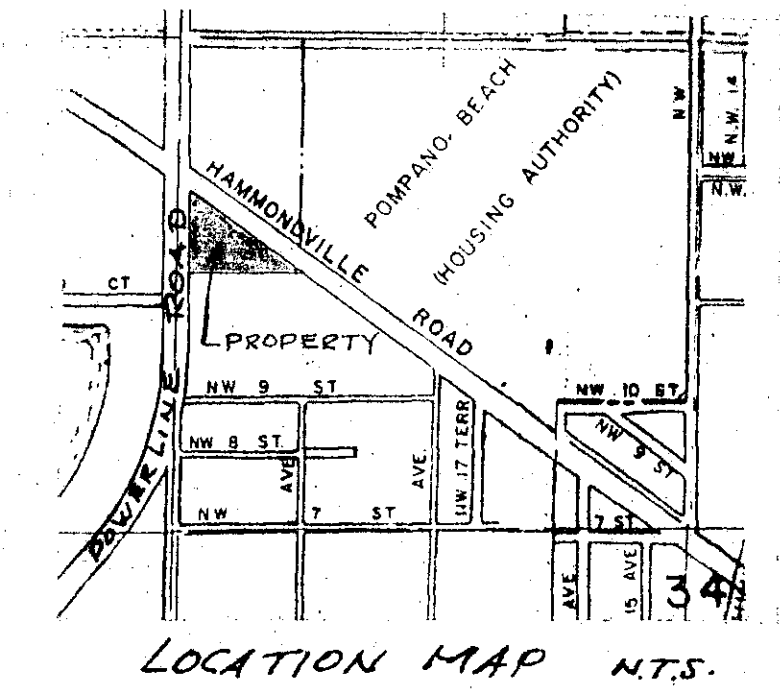 NW
N.W. 14
NW
N.W.
POMPANO BEACH
(HOUSING AUTHORITY)
HAMMONDVILLE
ROAD
CT
POWERLINE ROAD
PROPERTY
NW 9 ST
NW 10 ST
NW 9 ST
NW 8 ST.
AVE
AVE.
NW 17 TERR
NW 7 ST
7 ST
AVE
15 AVE
34
LOCATION MAP N.T.S.